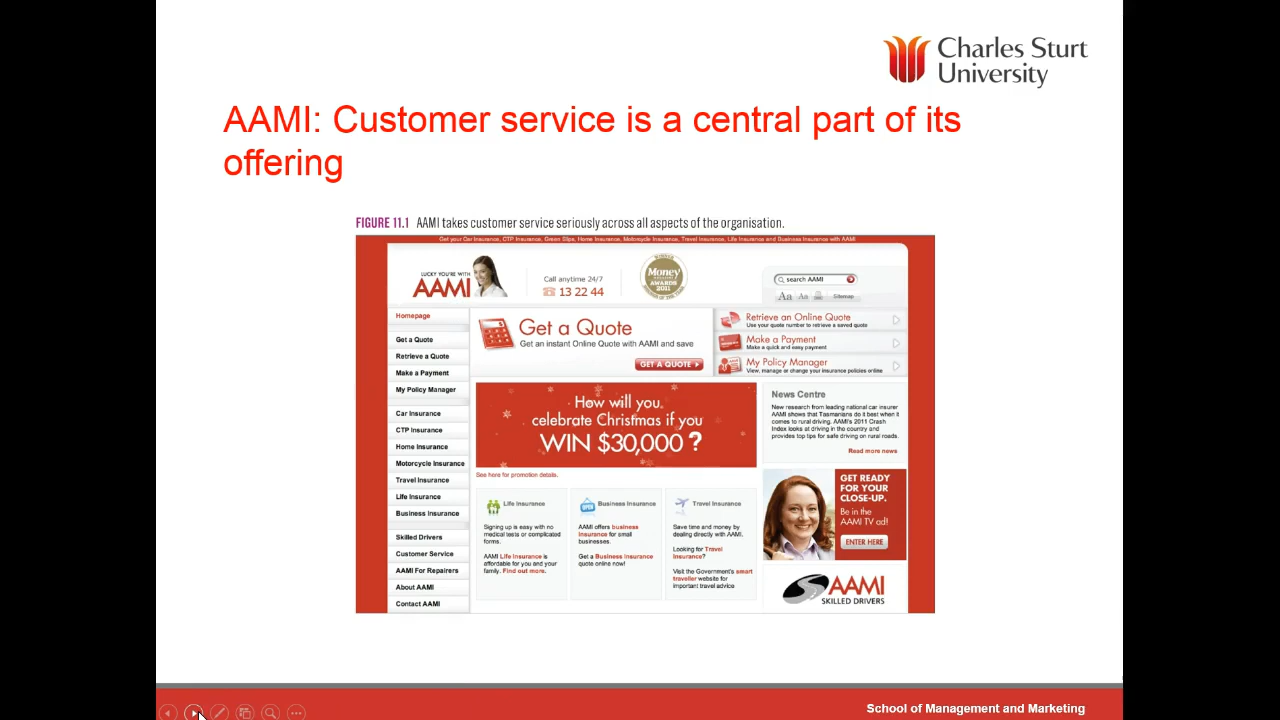 Charles Sturt
University
AAMI: Customer service is a central part of its
offering
FIGURE 11.1 AAMI takes customer service seriously across all aspects of the organisation.
Get your Car Insurance, CTP Insurance, Green Slips, Home Insurance, Motorcycle Insurance, Travel Insurance, Life Insurance and Business Insurance with AAMI
LUCKY YOU'RE WITH
AAMI
Call anytime 24/7
13 22 44
WINNER
Money
AWARDS
2011
search AAMI
Aa Aa Sitemap
Homepage
Get a Quote
Retrieve a Quote
Make a Payment
My Policy Manager
Car Insurance
CTP Insurance
Home Insurance
Motorcycle Insurance
Travel Insurance
Life Insurance
Business Insurance
Skilled Drivers
Customer Service
AAMI For Repairers
About AAMI
Contact AAMI
Get a Quote
Get an instant Online Quote with AAMI and save
GET A QUOTE
Retrieve an Online Quote
Use your quote number to retrieve a saved quote
Make a Payment
Make a quick and easy payment
My Policy Manager
View, manage or change your insurance policies online
How will you
celebrate Christmas if you
WIN $30,000?
See here for promotion details.
News Centre
New research from leading national car insurer
AAMI shows that Tasmanians do it best when it
comes to rural driving. AAMI's 2011 Crash
Index looks at driving in the country and
provides top tips for safe driving on rural roads.
Read more news
Life Insurance
Signing up is easy with no
medical tests or complicated
forms.
AAMI Life Insurance is
affordable for you and your
family. Find out more.
OPEN
Business Insurance
AAMI offers business
insurance for small
businesses.
Get a Business Insurance
quote online now!
Travel Insurance
Save time and money by
dealing directly with AAMI.
Looking for Travel
Insurance?
Visit the Government's smart
traveller website for
important travel advice
GET READY
FOR YOUR
CLOSE-UP.
Be in the
AAMI TV ad!
ENTER HERE
AAMI
SKILLED DRIVERS
School of Management and Marketing